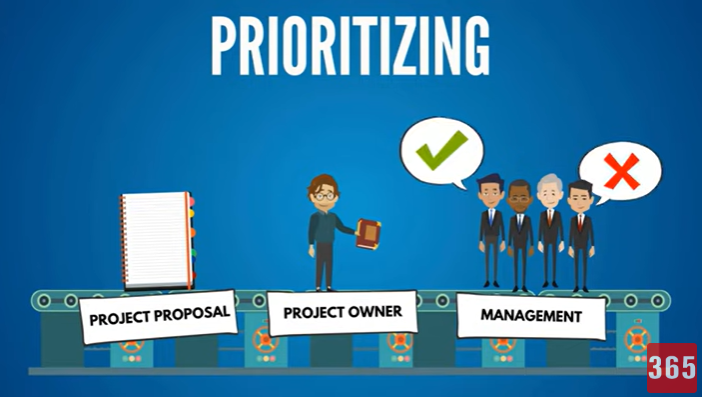 PRIORITIZING
PROJECT PROPOSAL
PROJECT OWNER
MANAGEMENT
365